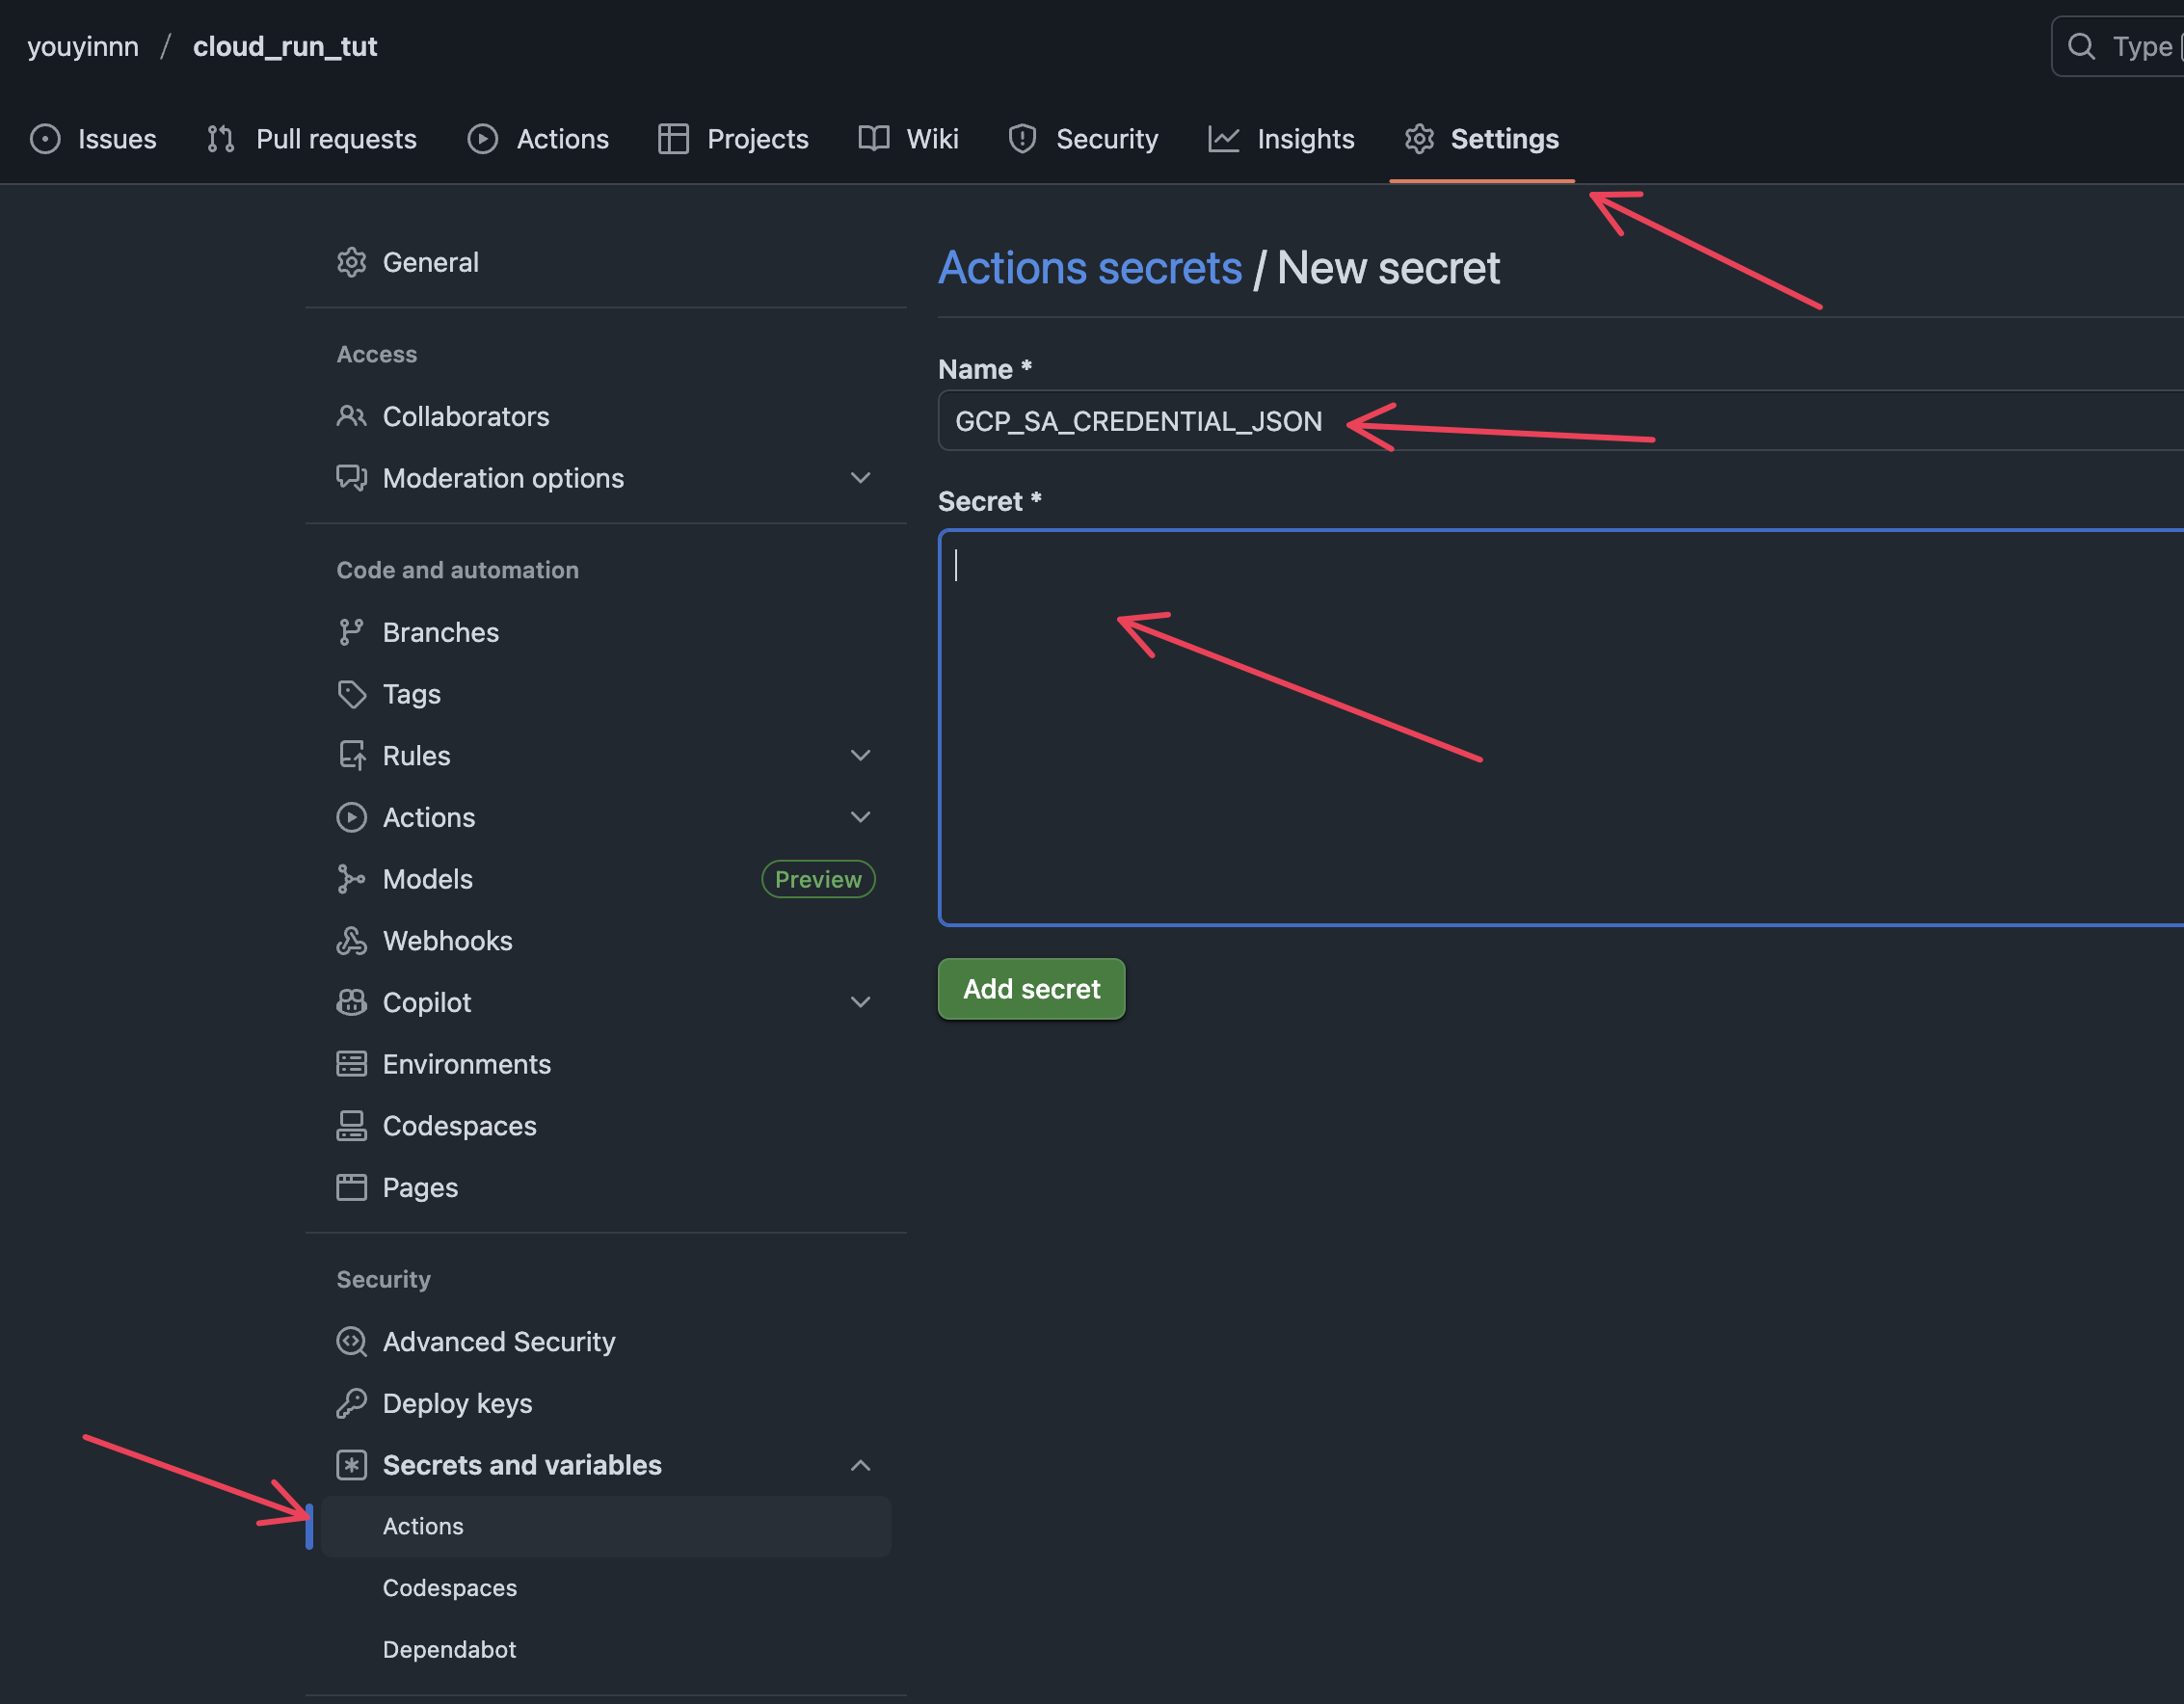 youyinnn / cloud_run_tut
Type
Issues
Pull requests
Actions
Projects
Wiki
Security
Insights
Settings
General
Access
Collaborators
Moderation options
Code and automation
Branches
Tags
Rules
Actions
Models
Preview
Webhooks
Copilot
Environments
Codespaces
Pages
Security
Advanced Security
Deploy keys
Secrets and variables
Actions
Codespaces
Dependabot
Actions secrets / New secret
Name *
GCP_SA_CREDENTIAL_JSON
Secret *
Add secret